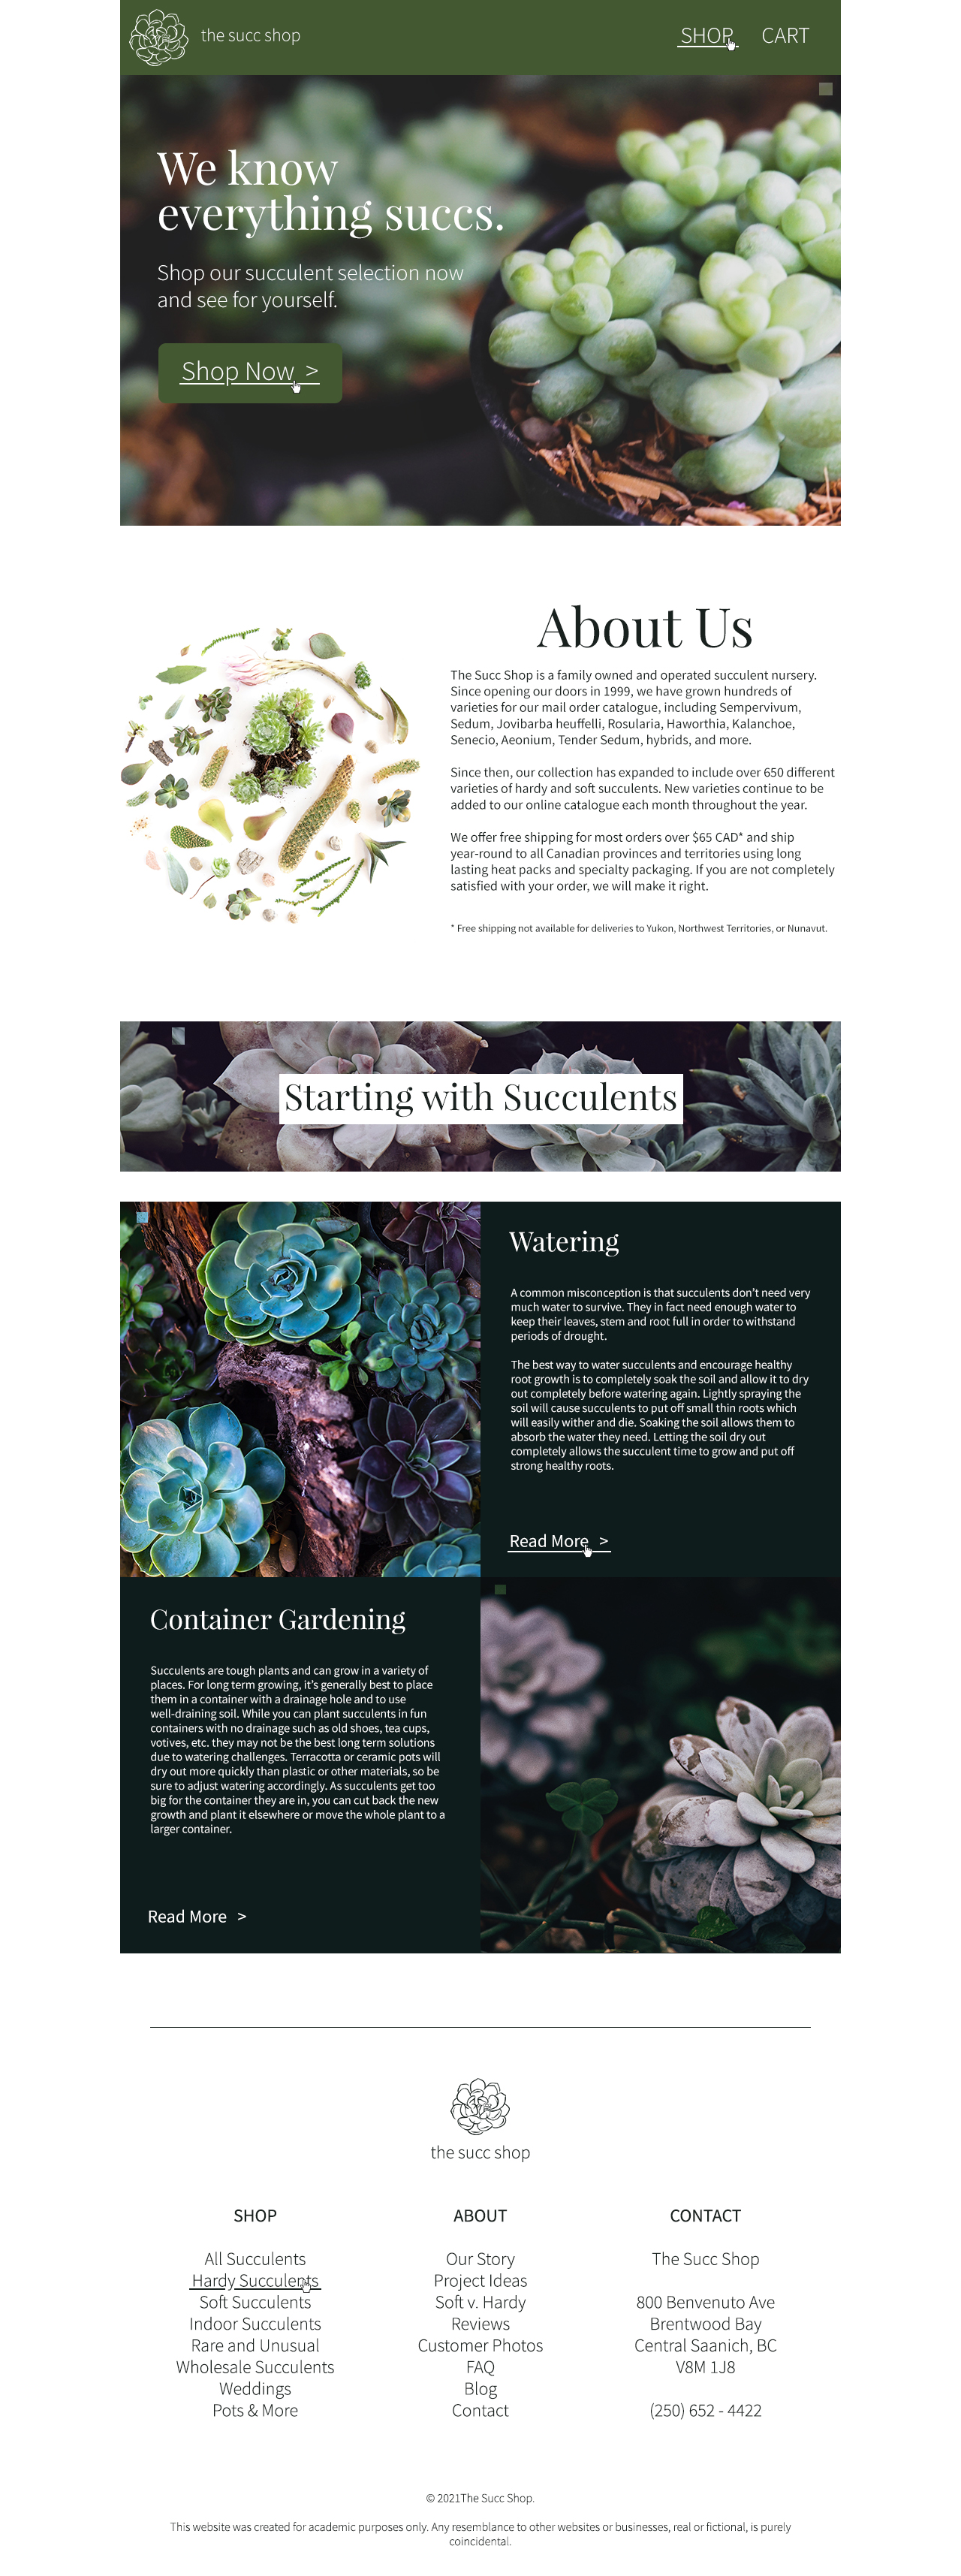 the succ shop
SHOP
CART
We know
everything succs.
Shop our succulent selection now
and see for yourself.
Shop Now >
About Us
The Succ Shop is a family owned and operated succulent nursery.
Since opening our doors in 1999, we have grown hundreds of
varieties for our mail order catalogue, including Sempervivum,
Sedum, Jovibarba heuffelli, Rosularia, Haworthia, Kalanchoe,
Senecio, Aeonium, Tender Sedum, hybrids, and more.
Since then, our collection has expanded to include over 650 different
varieties of hardy and soft succulents. New varieties continue to be
added to our online catalogue each month throughout the year.
We offer free shipping for most orders over $65 CAD* and ship
year-round to all Canadian provinces and territories using long
lasting heat packs and specialty packaging. If you are not completely
satisfied with your order, we will make it right.
* Free shipping not available for deliveries to Yukon, Northwest Territories, or Nunavut.
Starting with Succulents
Watering
A common misconception is that succulents don't need very
much water to survive. They in fact need enough water to
keep their leaves, stem and root full in order to withstand
periods of drought.
The best way to water succulents and encourage healthy
root growth is to completely soak the soil and allow it to dry
out completely before watering again. Lightly spraying the
soil will cause succulents to put off small thin roots which
will easily wither and die. Soaking the soil allows them to
absorb the water they need. Letting the soil dry out
completely allows the succulent time to grow and put off
strong healthy roots.
Read More >
Container Gardening
Succulents are tough plants and can grow in a variety of
places. For long term growing, it's generally best to place
them in a container with a drainage hole and to use
well-draining soil. While you can plant succulents in fun
containers with no drainage such as old shoes, tea cups,
votives, etc. they may not be the best long term solutions
due to watering challenges. Terracotta or ceramic pots will
dry out more quickly than plastic or other materials, so be
sure to adjust watering accordingly. As succulents get too
big for the container they are in, you can cut back the new
growth and plant it elsewhere or move the whole plant to a
larger container.
Read More >
the succ shop
SHOP
All Succulents
Hardy Succulents
Soft Succulents
Indoor Succulents
Rare and Unusual
Wholesale Succulents
Weddings
Pots & More
ABOUT
Our Story
Project Ideas
Soft v. Hardy
Reviews
Customer Photos
FAQ
Blog
Contact
CONTACT
The Succ Shop
800 Benvenuto Ave
Brentwood Bay
Central Saanich, BC
V8M 1J8
(250) 652 - 4422
© 2021The Succ Shop.
This website was created for academic purposes only. Any resemblance to other websites or businesses, real or fictional, is purely
coincidental.